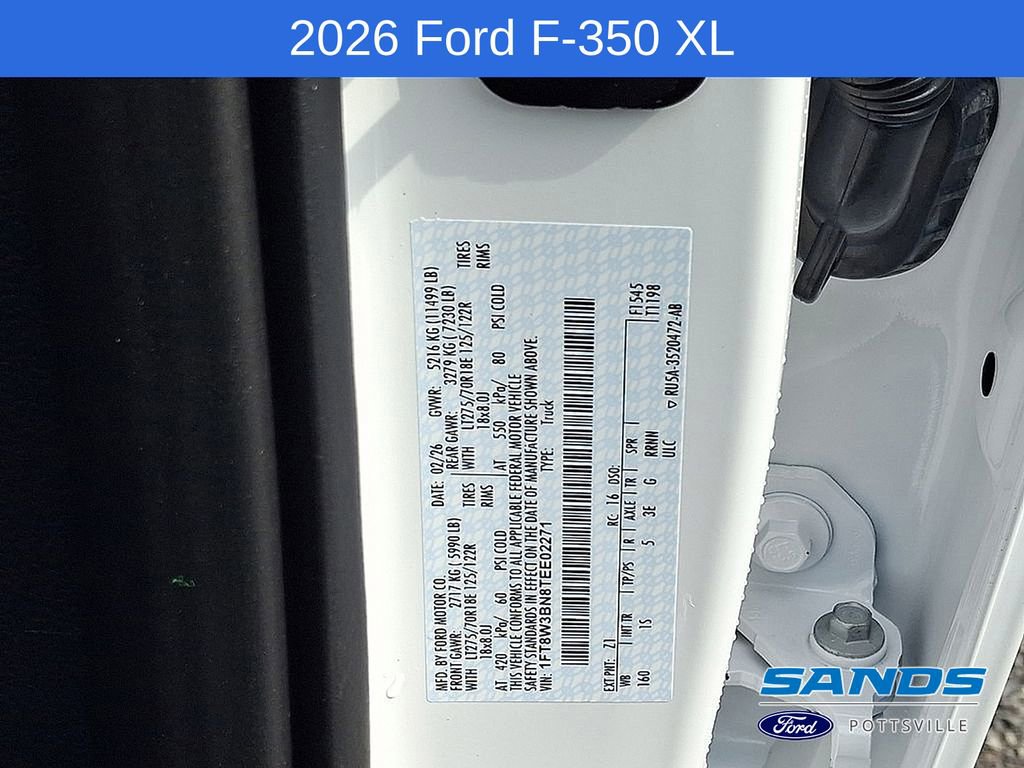 2026 Ford F-350 XL
MFD. BY FORD MOTOR CO. DATE: 02/26 GVWR: 5216 KG (11499 LB)
FRONT GAWR: 2717 KG (5990 LB) REAR GAWR: 3279 KG (7230 LB)
WITH LT275/70R18E 125/122R TIRES WITH LT275/70R18E 125/122R TIRES
18x8.0J RIMS 18x8.0J RIMS
AT 420 kPa/ 60 PSI COLD AT 550 kPa/ 80 PSI COLD
THIS VEHICLE CONFORMS TO ALL APPLICABLE FEDERAL MOTOR VEHICLE
SAFETY STANDARDS IN EFFECT ON THE DATE OF MANUFACTURE SHOWN ABOVE.
VIN: 1FT8W3BN8TEE02271 TYPE: Truck
EXT PNT: Z1 RC: 16 DSO:
WB INT TR TP/PS R AXLE TR SPR F1545
160 1S 5 3E G RRNN T1198
ULC
▽ RU5A-3520472-AB
SANDS
Ford POTTSVILLE